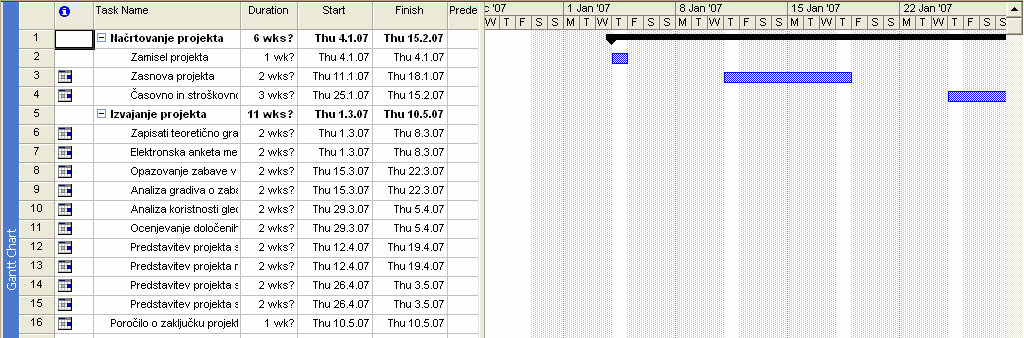 Task Name Duration Start Finish Prede c '07 1 Jan '07 8 Jan '07 15 Jan '07 22 Jan '07
W T F S S M T W T F S S M T W T F S S M T W T F S S M T W T F S S
1 Načrtovanje projekta 6 wks? Thu 4.1.07 Thu 15.2.07
2 Zamisel projekta 1 wk? Thu 4.1.07 Thu 4.1.07
3 Zasnova projekta 2 wks? Thu 11.1.07 Thu 18.1.07
4 Časovno in stroškovno 3 wks? Thu 25.1.07 Thu 15.2.07
5 Izvajanje projekta 11 wks? Thu 1.3.07 Thu 10.5.07
6 Zapisati teoretično gra 2 wks? Thu 1.3.07 Thu 8.3.07
7 Elektronska anketa me 2 wks? Thu 1.3.07 Thu 8.3.07
8 Opazovanje zabave v 2 wks? Thu 15.3.07 Thu 22.3.07
9 Analiza gradiva o zaba 2 wks? Thu 15.3.07 Thu 22.3.07
10 Analiza koristnosti gled 2 wks? Thu 29.3.07 Thu 5.4.07
11 Ocenjevanje določenih 2 wks? Thu 29.3.07 Thu 5.4.07
12 Predstavitev projekta s 2 wks? Thu 12.4.07 Thu 19.4.07
13 Predstavitev projekta r 2 wks? Thu 12.4.07 Thu 19.4.07
14 Predstavitev projekta s 2 wks? Thu 26.4.07 Thu 3.5.07
15 Predstavitev projekta s 2 wks? Thu 26.4.07 Thu 3.5.07
16 Poročilo o zaključku projekt 1 wk? Thu 10.5.07 Thu 10.5.07
Gantt Chart